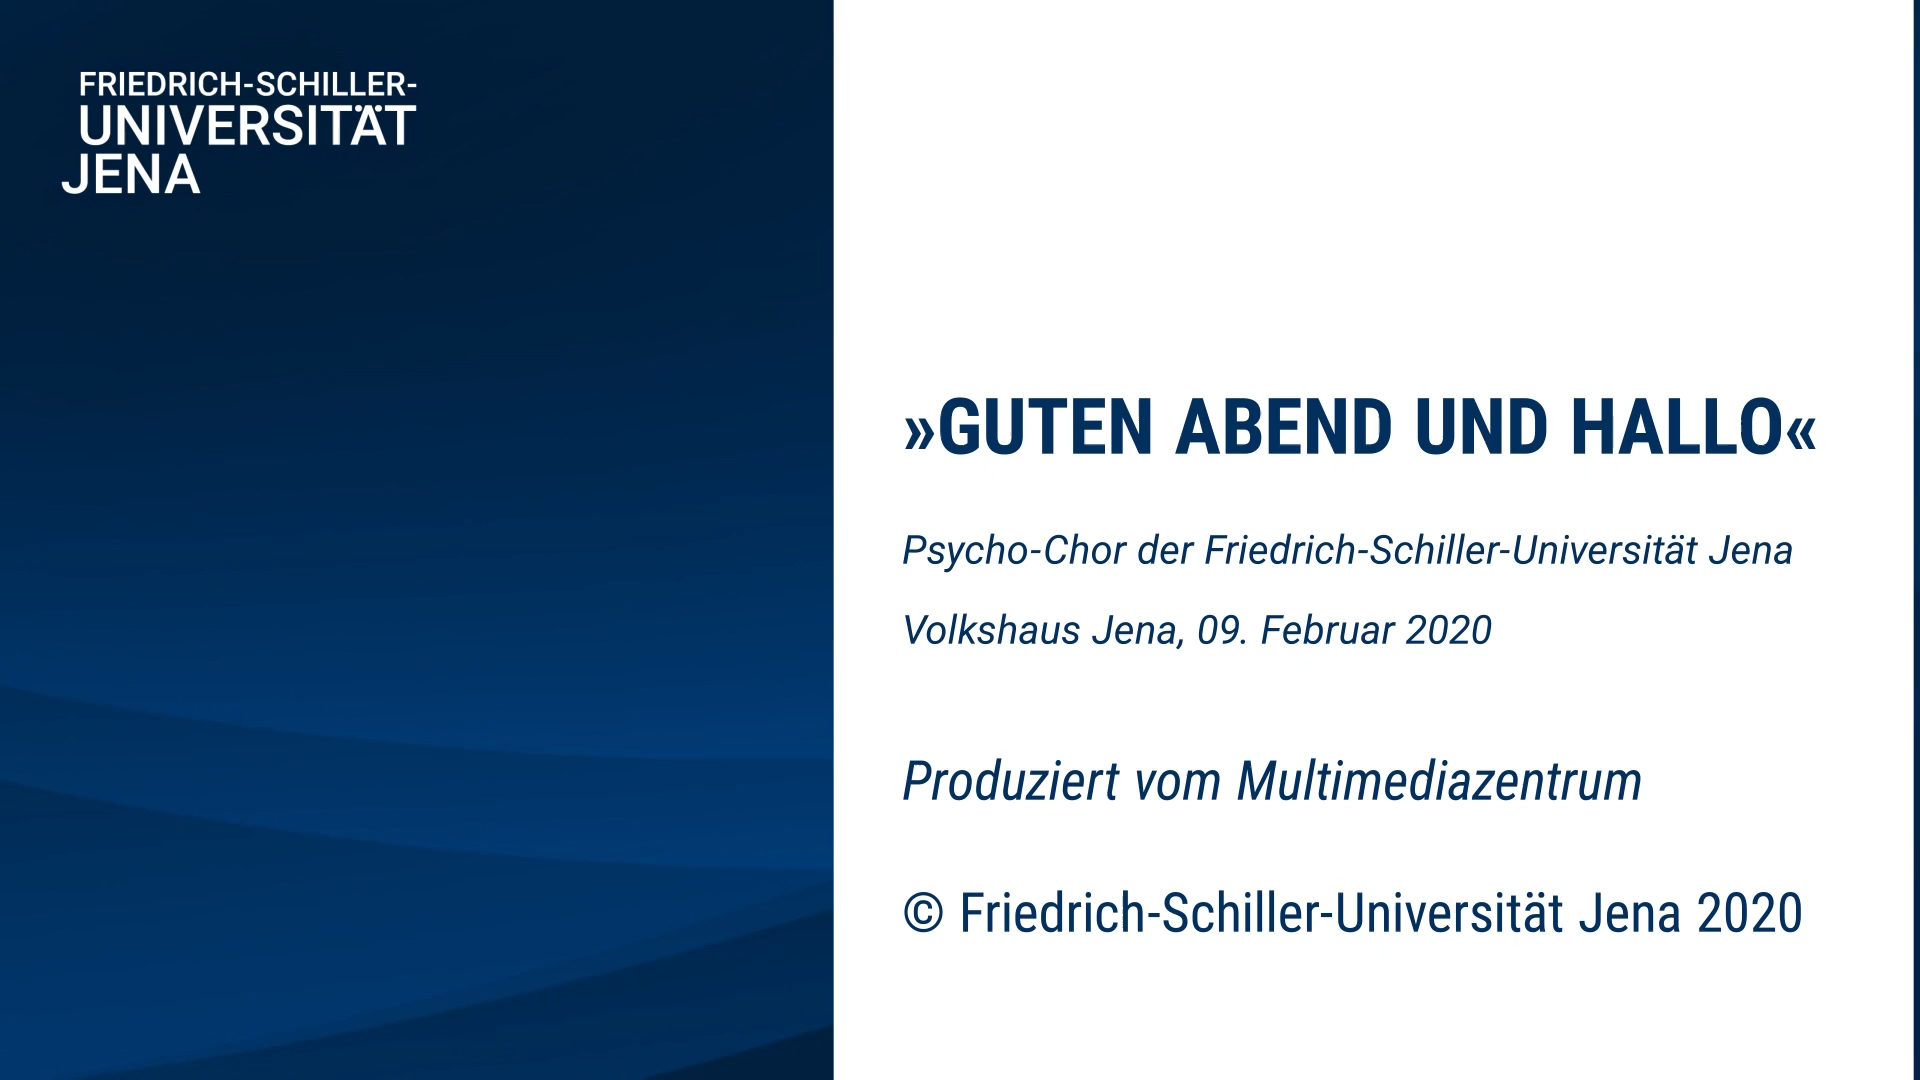 FRIEDRICH-SCHILLER-
UNIVERSITÄT
JENA
»GUTEN ABEND UND HALLO«
Psycho-Chor der Friedrich-Schiller-Universität Jena
Volkshaus Jena, 09. Februar 2020
Produziert vom Multimediazentrum
© Friedrich-Schiller-Universität Jena 2020